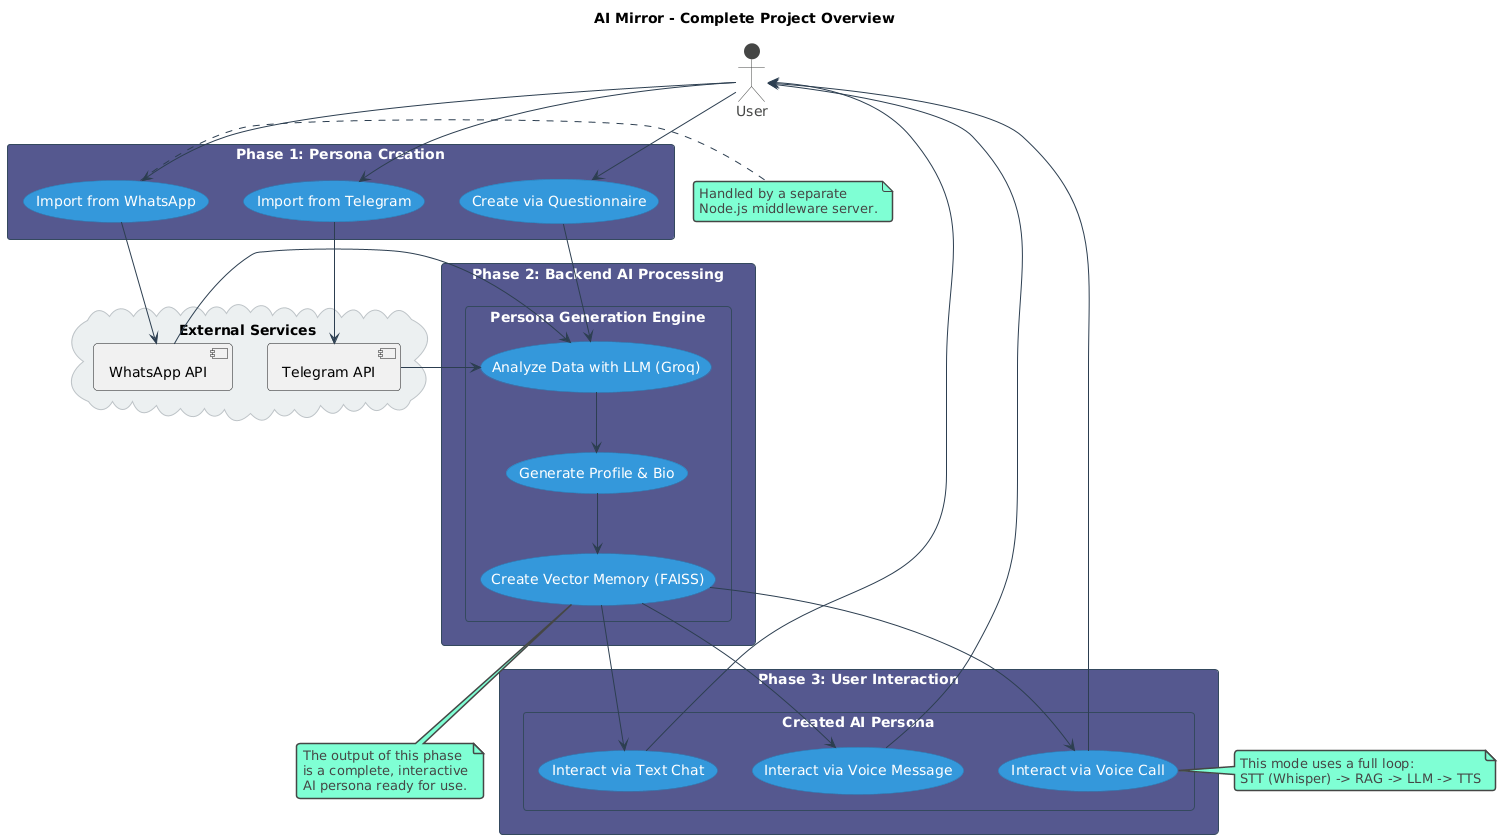 AI Mirror - Complete Project Overview
User
Phase 1: Persona Creation
Import from WhatsApp
Import from Telegram
Create via Questionnaire
Handled by a separate
Node.js middleware server.
Phase 2: Backend AI Processing
Persona Generation Engine
External Services
WhatsApp API
Telegram API
Analyze Data with LLM (Groq)
Generate Profile & Bio
Create Vector Memory (FAISS)
Phase 3: User Interaction
Created AI Persona
The output of this phase
is a complete, interactive
AI persona ready for use.
Interact via Text Chat
Interact via Voice Message
Interact via Voice Call
This mode uses a full loop:
STT (Whisper) -> RAG -> LLM -> TTS